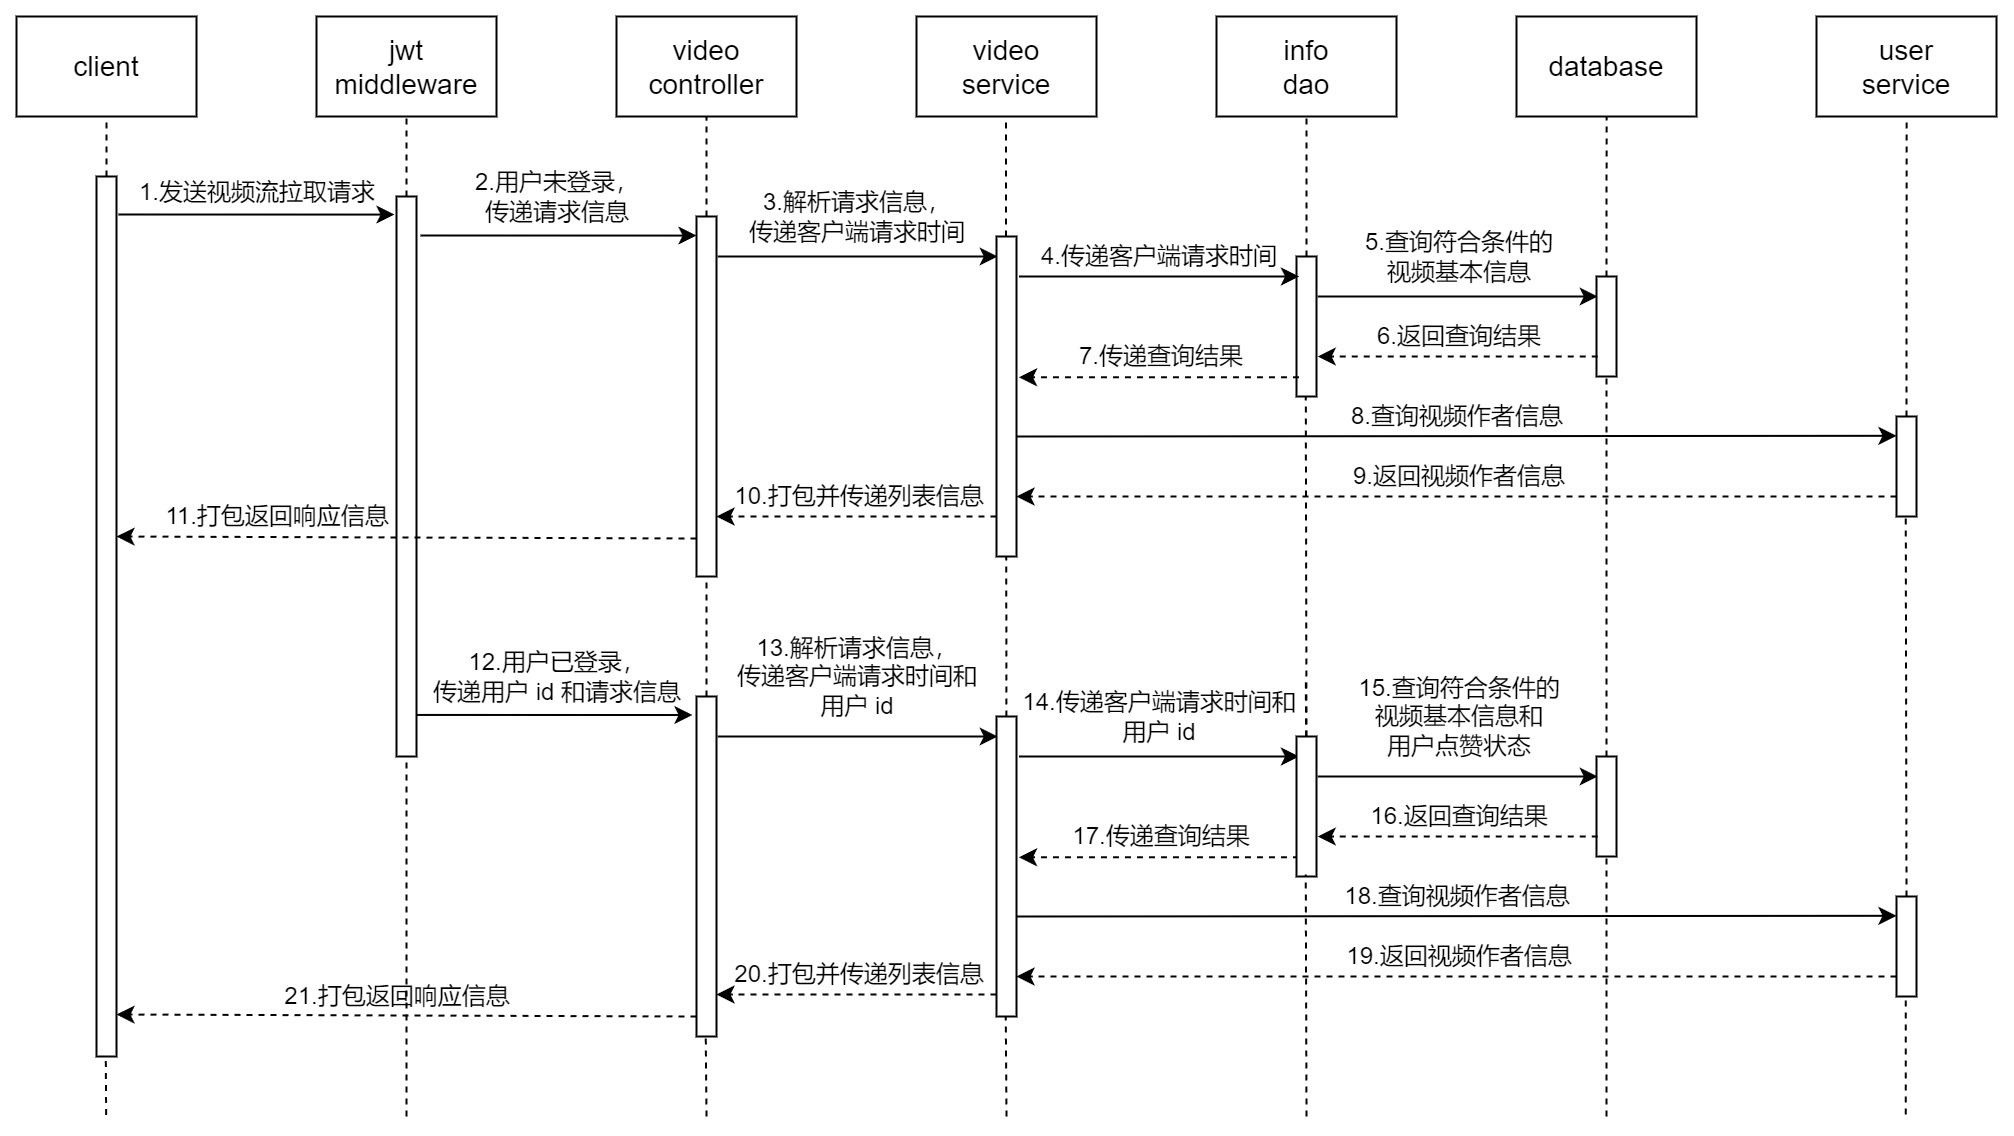 client
jwt
middleware
video
controller
video
service
info
dao
database
user
service
1.发送视频流拉取请求
2.用户未登录，
传递请求信息
3.解析请求信息，
传递客户端请求时间
4.传递客户端请求时间
5.查询符合条件的
视频基本信息
6.返回查询结果
7.传递查询结果
8.查询视频作者信息
9.返回视频作者信息
10.打包并传递列表信息
11.打包返回响应信息
12.用户已登录，
传递用户 id 和请求信息
13.解析请求信息，
传递客户端请求时间和
用户 id
14.传递客户端请求时间和
用户 id
15.查询符合条件的
视频基本信息和
用户点赞状态
16.返回查询结果
17.传递查询结果
18.查询视频作者信息
19.返回视频作者信息
20.打包并传递列表信息
21.打包返回响应信息